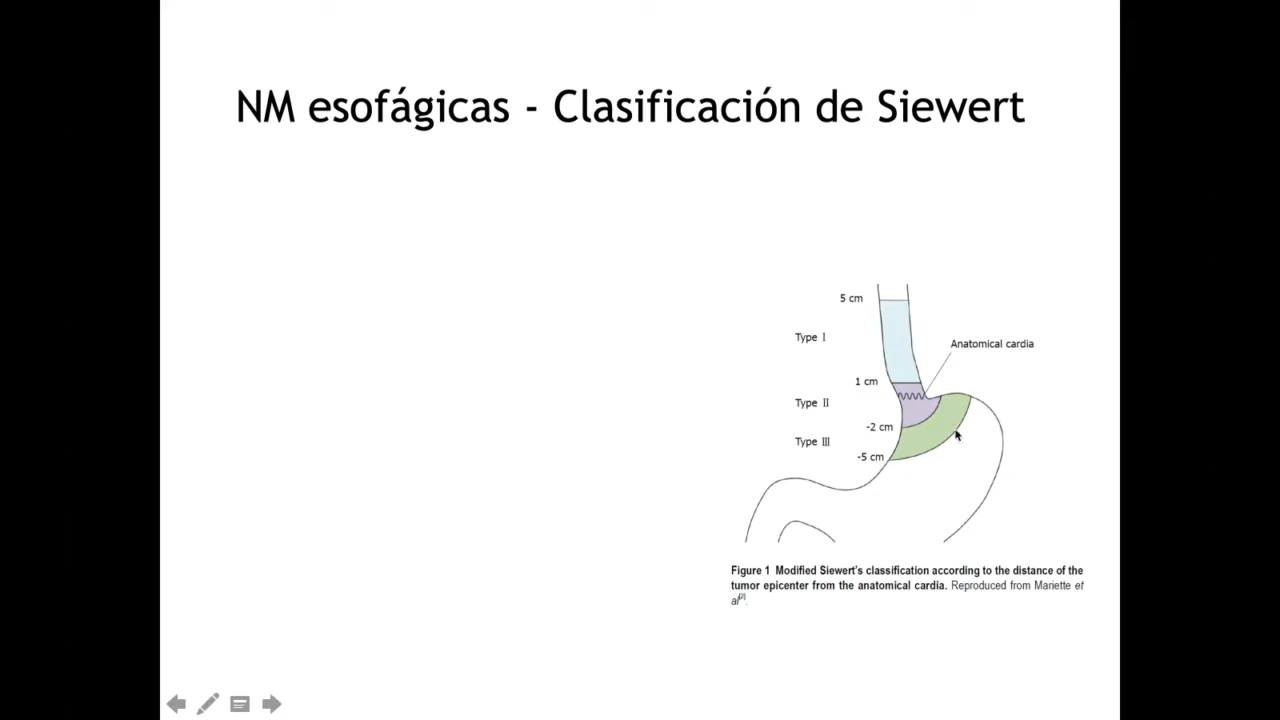 NM esofágicas - Clasificación de Siewert
5 cm
Type Ⅰ
Anatomical cardia
1 cm
Type Ⅱ
-2 cm
Type Ⅲ
-5 cm
Figure 1 Modified Siewert's classification according to the distance of the
tumor epicenter from the anatomical cardia. Reproduced from Mariette et
al[2].